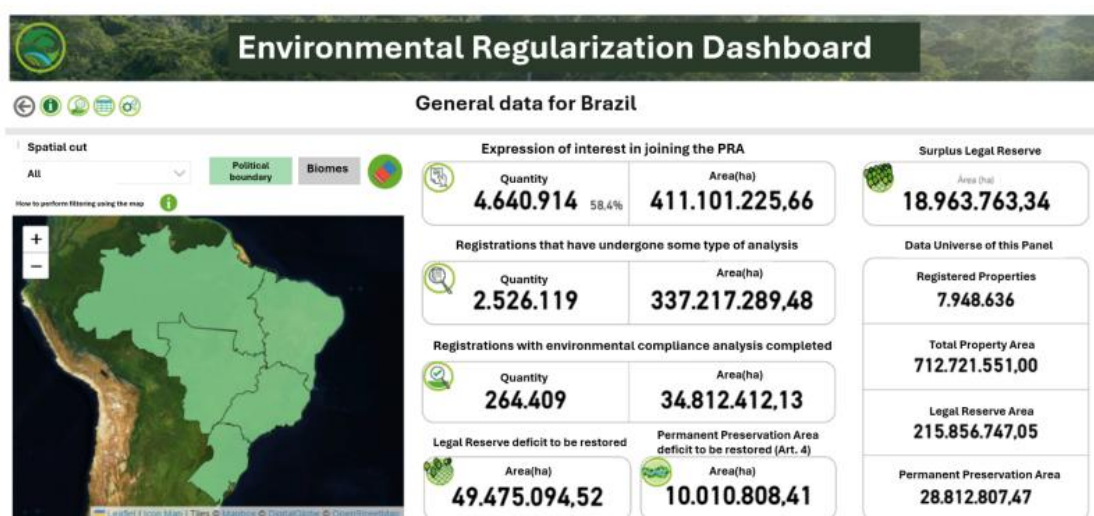 Environmental Regularization Dashboard
General data for Brazil
Spatial cut
All
Political
boundary
Biomes
How to perform filtering using the map
+
−
Expression of interest in joining the PRA
Quantity
4.640.914 58,4%
Area(ha)
411.101.225,66
Registrations that have undergone some type of analysis
Quantity
2.526.119
Area(ha)
337.217.289,48
Registrations with environmental compliance analysis completed
Quantity
264.409
Area(ha)
34.812.412,13
Legal Reserve deficit to be restored
Area(ha)
49.475.094,52
Permanent Preservation Area
deficit to be restored (Art. 4)
Area(ha)
10.010.808,41
Surplus Legal Reserve
Área (ha)
18.963.763,34
Data Universe of this Panel
Registered Properties
7.948.636
Total Property Area
712.721.551,00
Legal Reserve Area
215.856.747,05
Permanent Preservation Area
28.812.807,47
Leaflet | Icon Map | Tiles © Mapbox © DigitalGlobe © OpenStreetMap